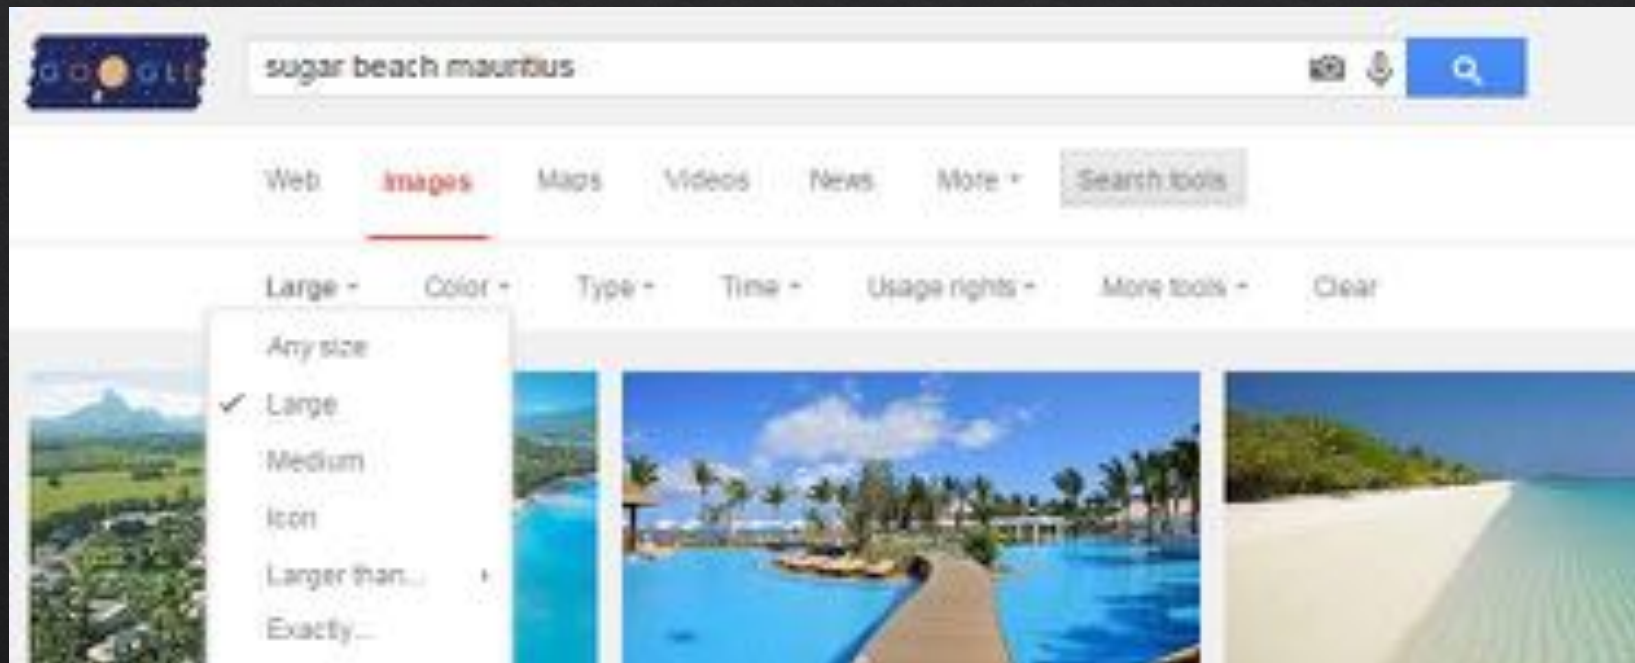 GOOGLE
sugar beach mauritius
Web Images Maps Videos News More Search tools
Large Color Type Time Usage rights More tools Clear
Any size
Large
Medium
Icon
Larger than...
Exactly...